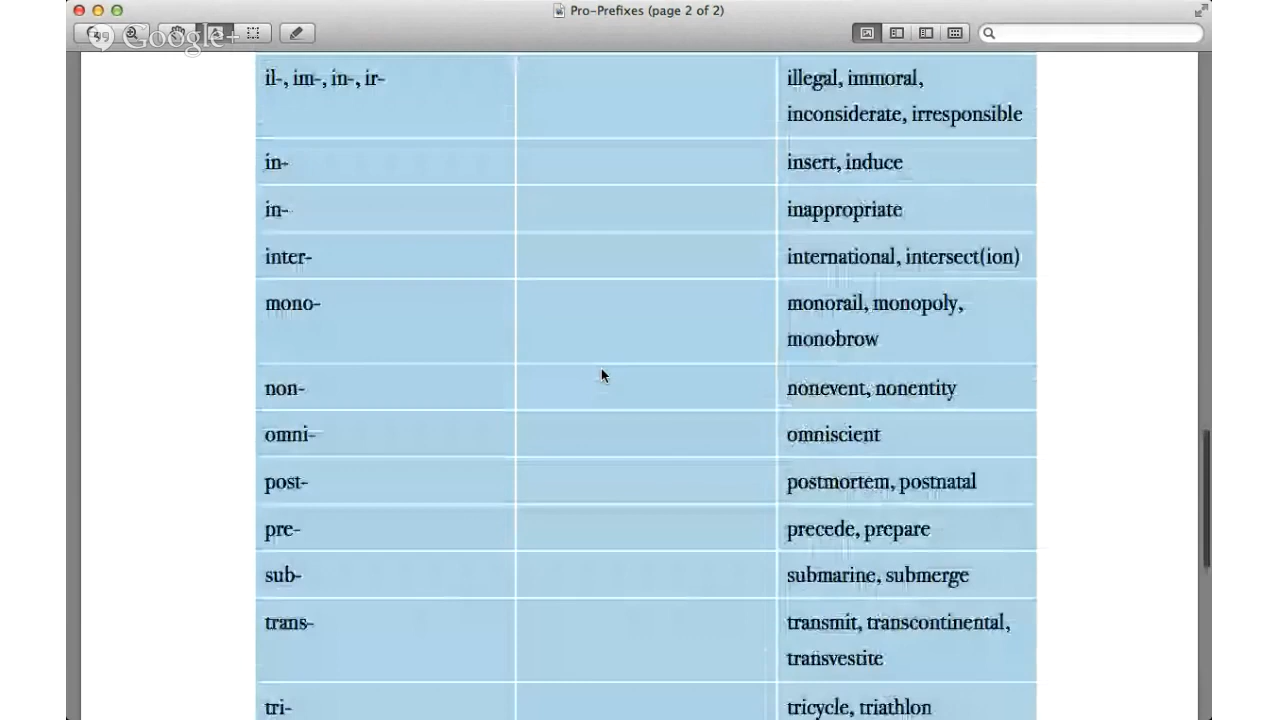 Pro-Prefixes (page 2 of 2)
Google+
il-, im-, in-, ir-
illegal, immoral,
inconsiderate, irresponsible
in-
insert, induce
in-
inappropriate
inter-
international, intersect(ion)
mono-
monorail, monopoly,
monobrow
non-
nonevent, nonentity
omni-
omniscient
post-
postmortem, postnatal
pre-
precede, prepare
sub-
submarine, submerge
trans-
transmit, transcontinental,
transvestite
tri-
tricycle, triathlon